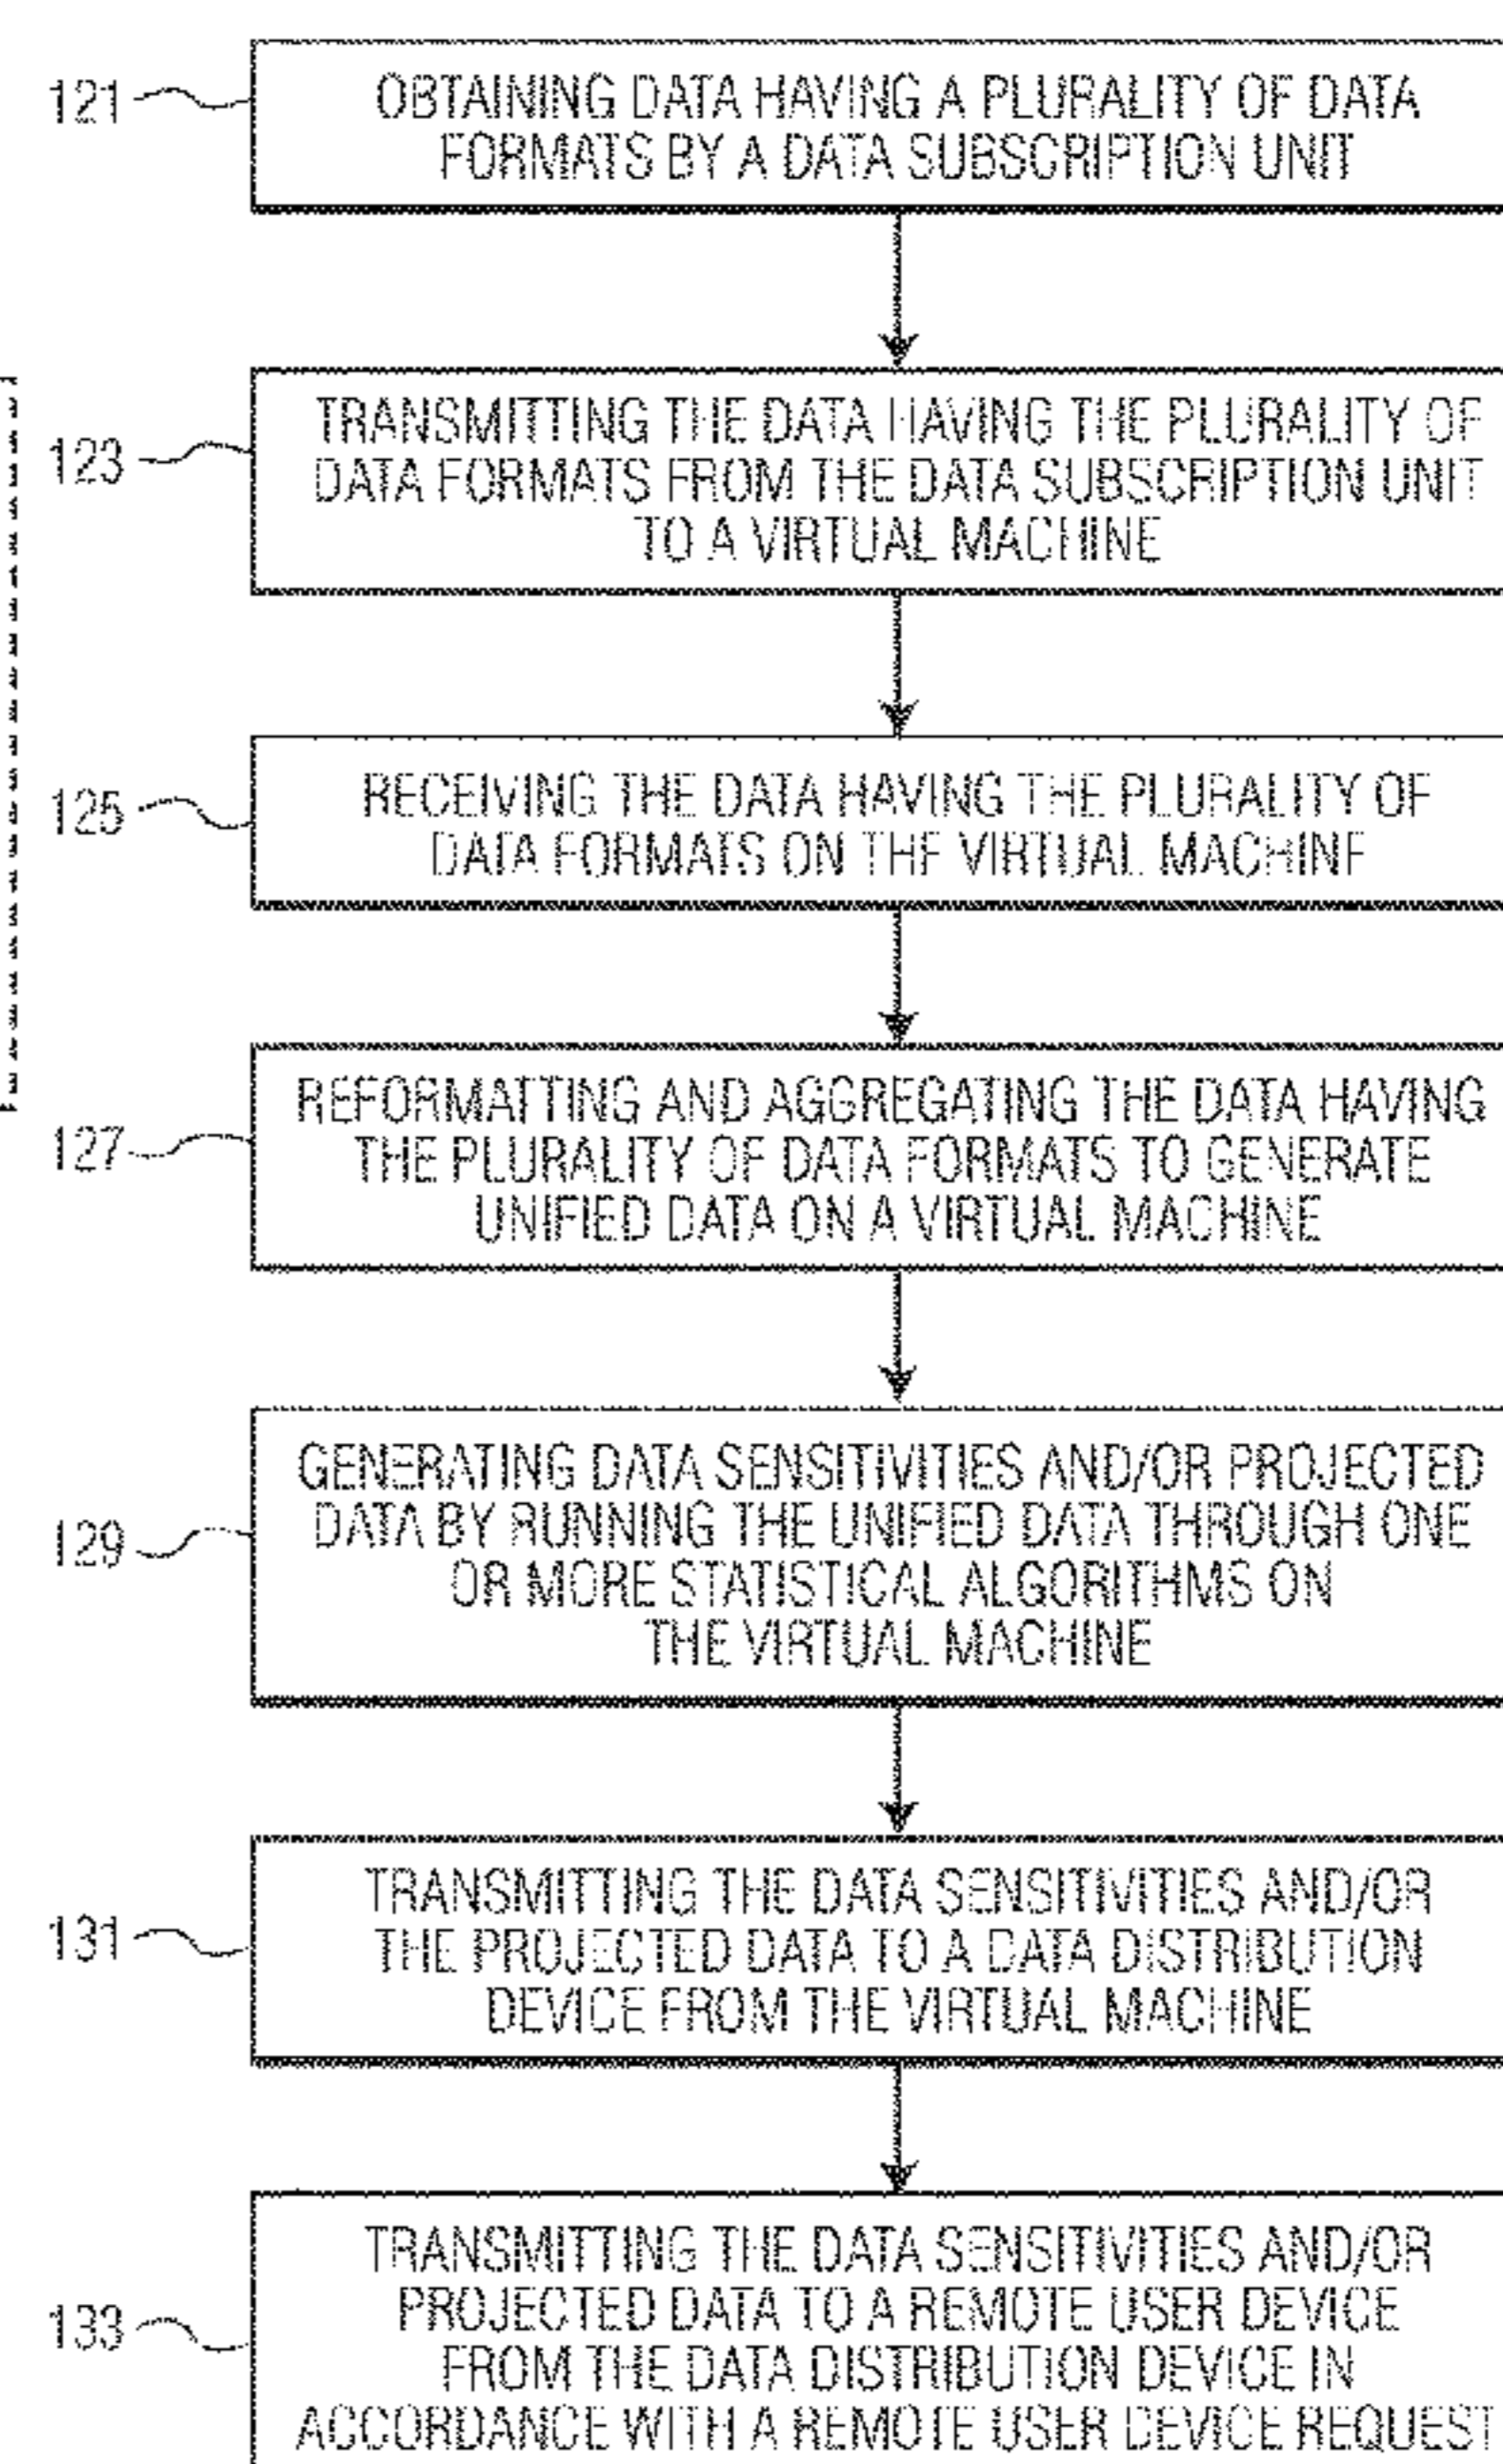 121
OBTAINING DATA HAVING A PLURALITY OF DATA
FORMATS BY A DATA SUBSCRIPTION UNIT
123
TRANSMITTING THE DATA HAVING THE PLURALITY OF
DATA FORMATS FROM THE DATA SUBSCRIPTION UNIT
TO A VIRTUAL MACHINE
125
RECEIVING THE DATA HAVING THE PLURALITY OF
DATA FORMATS ON THE VIRTUAL MACHINE
127
REFORMATTING AND AGGREGATING THE DATA HAVING
THE PLURALITY OF DATA FORMATS TO GENERATE
UNIFIED DATA ON A VIRTUAL MACHINE
129
GENERATING DATA SENSITIVITIES AND/OR PROJECTED
DATA BY RUNNING THE UNIFIED DATA THROUGH ONE
OR MORE STATISTICAL ALGORITHMS ON
THE VIRTUAL MACHINE
131
TRANSMITTING THE DATA SENSITIVITIES AND/OR
THE PROJECTED DATA TO A DATA DISTRIBUTION
DEVICE FROM THE VIRTUAL MACHINE
133
TRANSMITTING THE DATA SENSITIVITIES AND/OR
PROJECTED DATA TO A REMOTE USER DEVICE
FROM THE DATA DISTRIBUTION DEVICE IN
ACCORDANCE WITH A REMOTE USER DEVICE REQUEST